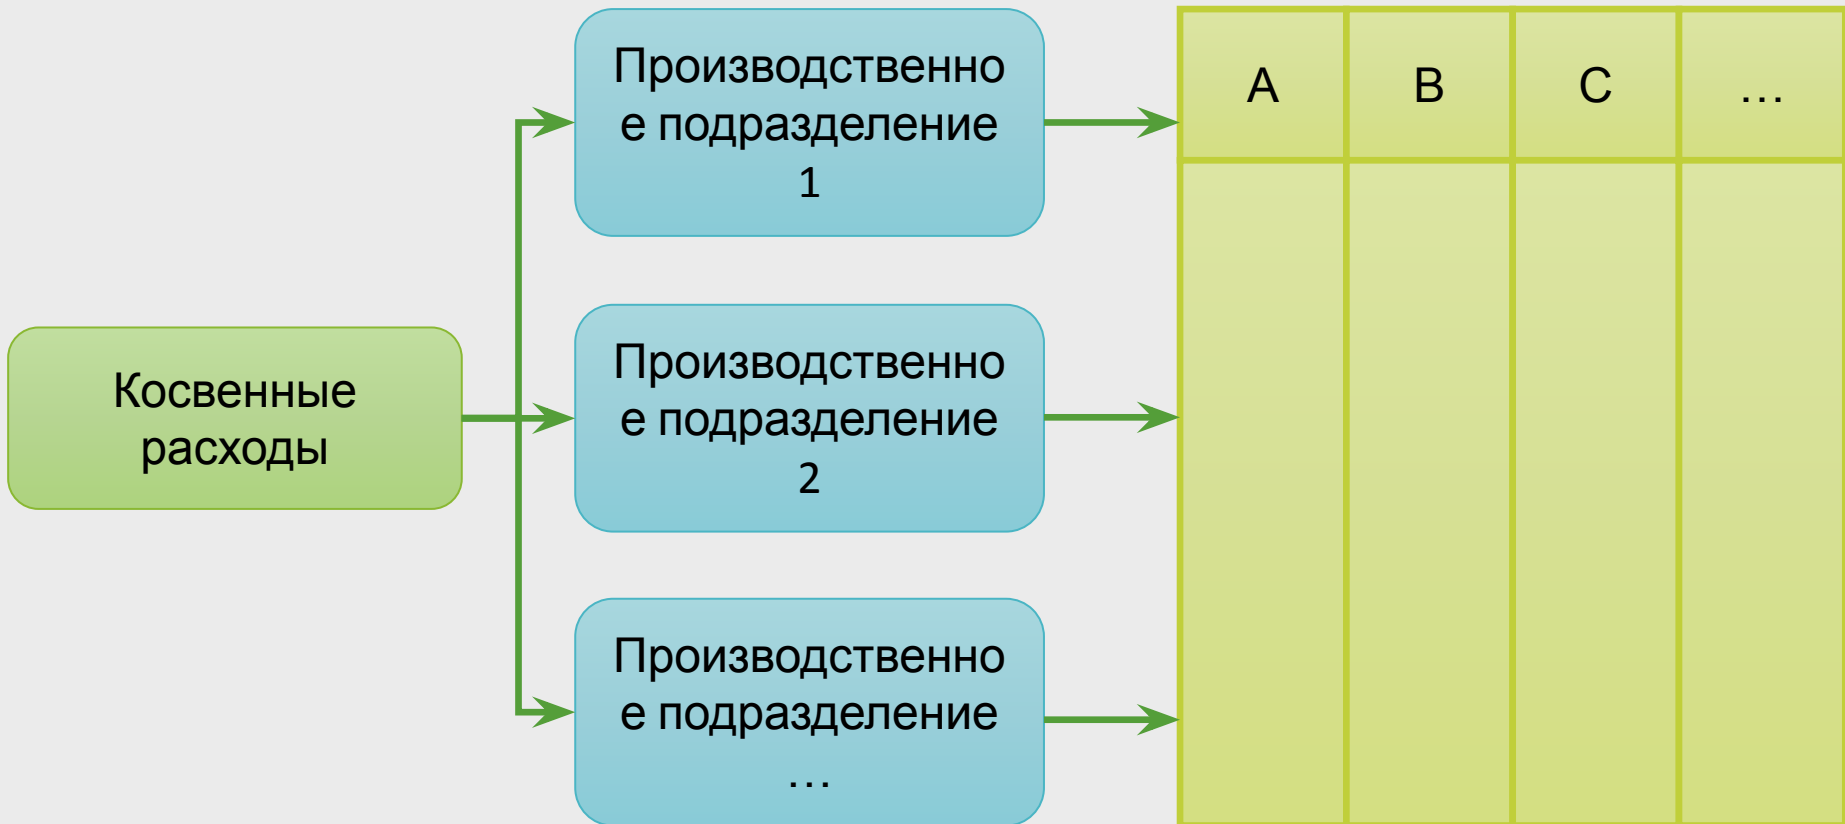 Производственно
е подразделение
1
A
B
C
…
Косвенные
расходы
Производственно
е подразделение
2
Производственно
е подразделение
…